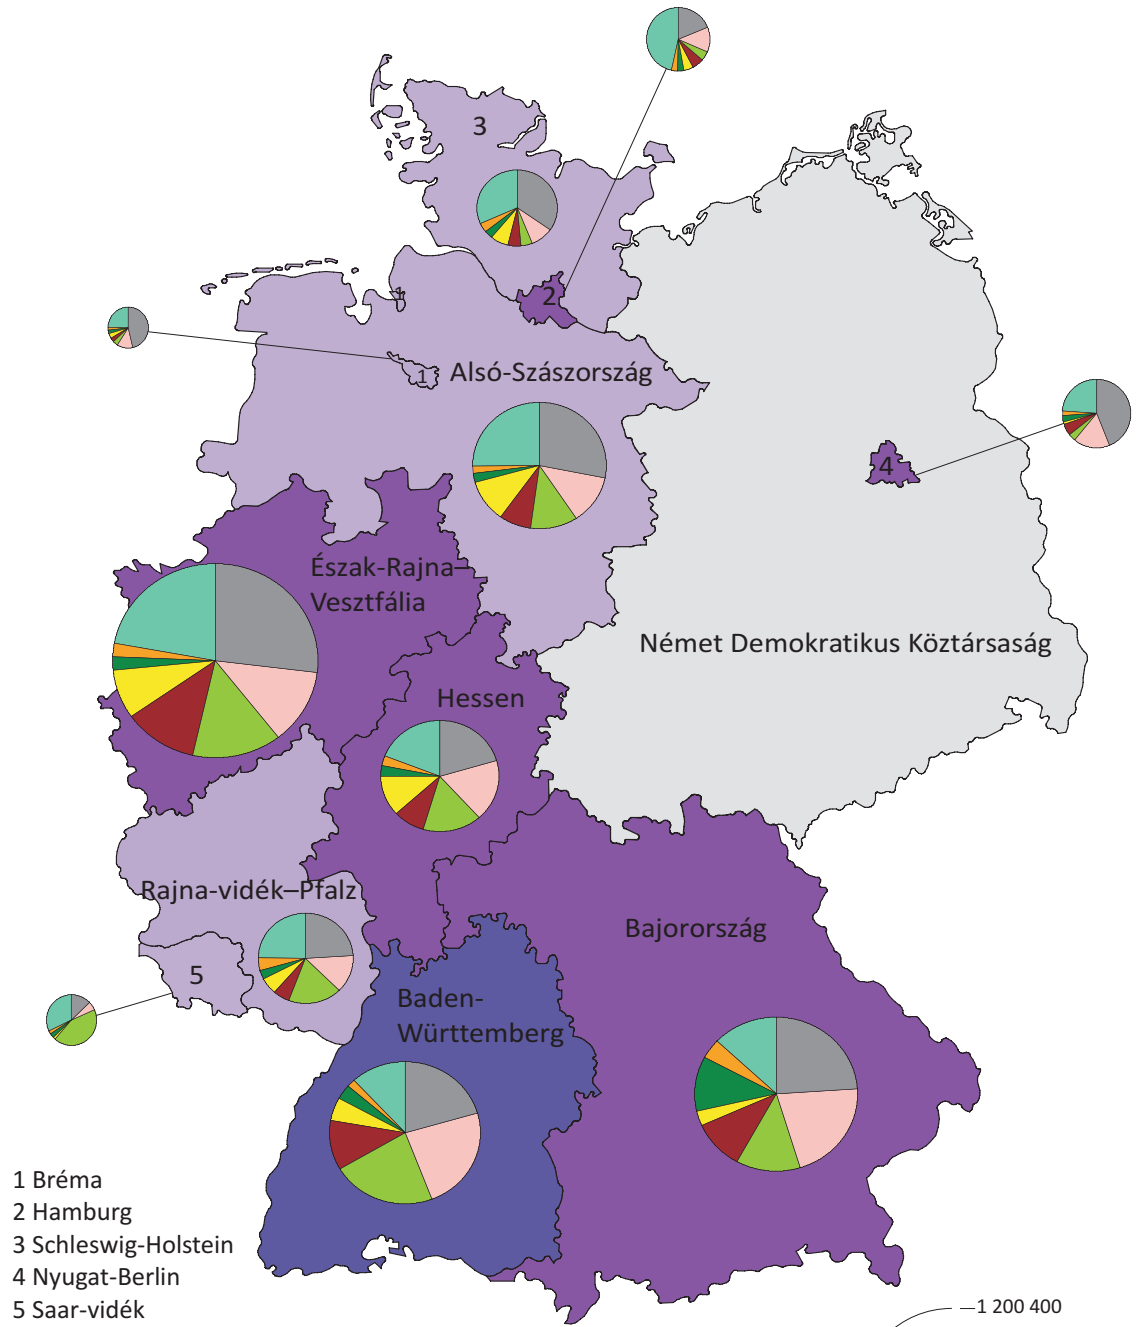 3
2
1
1
Alsó-Szászország
4
Észak-Rajna–
Vesztfália
Német Demokratikus Köztársaság
Hessen
Rajna-vidék–Pfalz
Bajorország
5
Baden-
Württemberg
1 Bréma
2 Hamburg
3 Schleswig-Holstein
4 Nyugat-Berlin
5 Saar-vidék
1 200 400